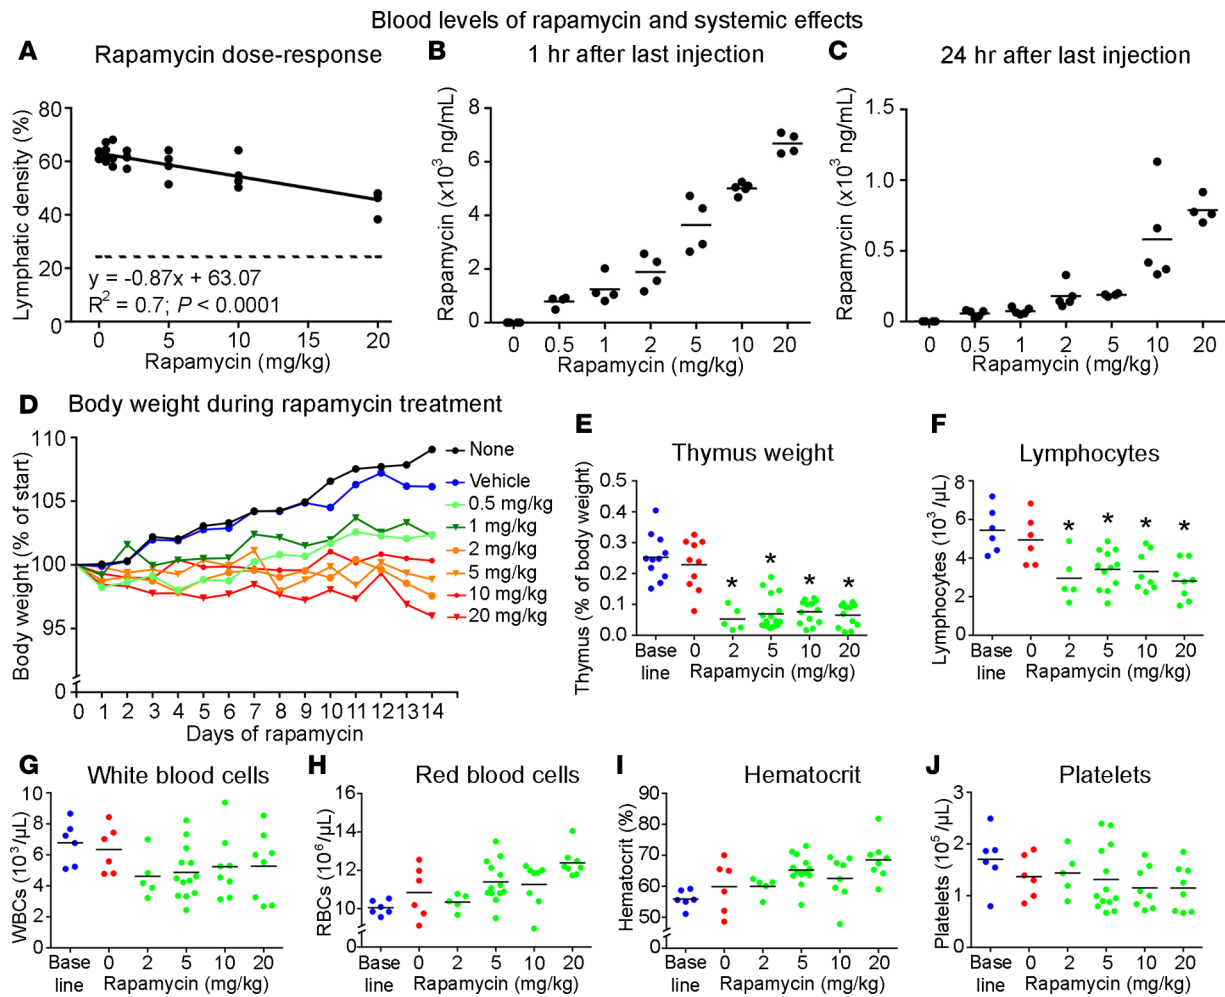 Blood levels of rapamycin and systemic effects
A Rapamycin dose-response
80
60
40
20
0
Lymphatic density (%)
y = -0.87x + 63.07
R² = 0.7; P < 0.0001
0 5 10 15 20
Rapamycin (mg/kg)
B 1 hr after last injection
8
6
4
2
0
Rapamycin (x10³ ng/mL)
0 0.5 1 2 5 10 20
Rapamycin (mg/kg)
C 24 hr after last injection
1.5
1.0
0.5
0
Rapamycin (x10³ ng/mL)
0 0.5 1 2 5 10 20
Rapamycin (mg/kg)
D Body weight during rapamycin treatment
110
105
100
95
0
Body weight (% of start)
0 1 2 3 4 5 6 7 8 9 10 11 12 13 14
Days of rapamycin
None
Vehicle
0.5 mg/kg
1 mg/kg
2 mg/kg
5 mg/kg
10 mg/kg
20 mg/kg
E Thymus weight
0.5
0.4
0.3
0.2
0.1
0.0
Thymus (% of body weight)
* * * *
Base line 0 2 5 10 20
Rapamycin (mg/kg)
F Lymphocytes
8
6
4
2
0
Lymphocytes (10³ /µL)
* * * *
Base line 0 2 5 10 20
Rapamycin (mg/kg)
G White blood cells
10
8
6
4
2
0
WBCs (10³/µL)
Base line 0 2 5 10 20
Rapamycin (mg/kg)
H Red blood cells
16
14
12
10
0
RBCs (10⁶/µL)
Base line 0 2 5 10 20
Rapamycin (mg/kg)
I Hematocrit
90
80
70
60
50
0
Hematocrit (%)
Base line 0 2 5 10 20
Rapamycin (mg/kg)
J Platelets
3
2
1
0
Platelets (10⁵/µL)
Base line 0 2 5 10 20
Rapamycin (mg/kg)